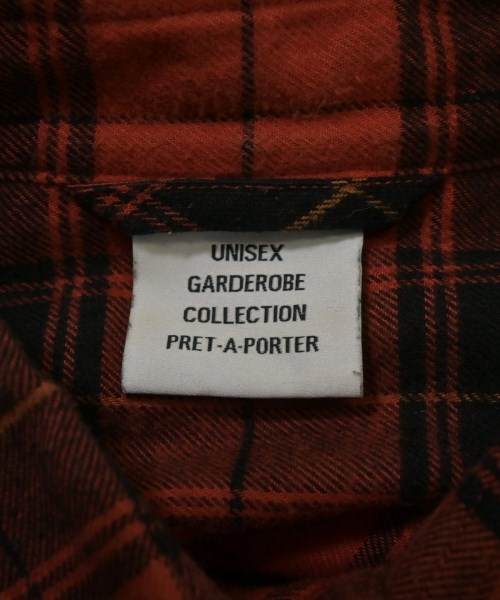 UNISEX
GARDEROBE
COLLECTION
PRET-A-PORTER